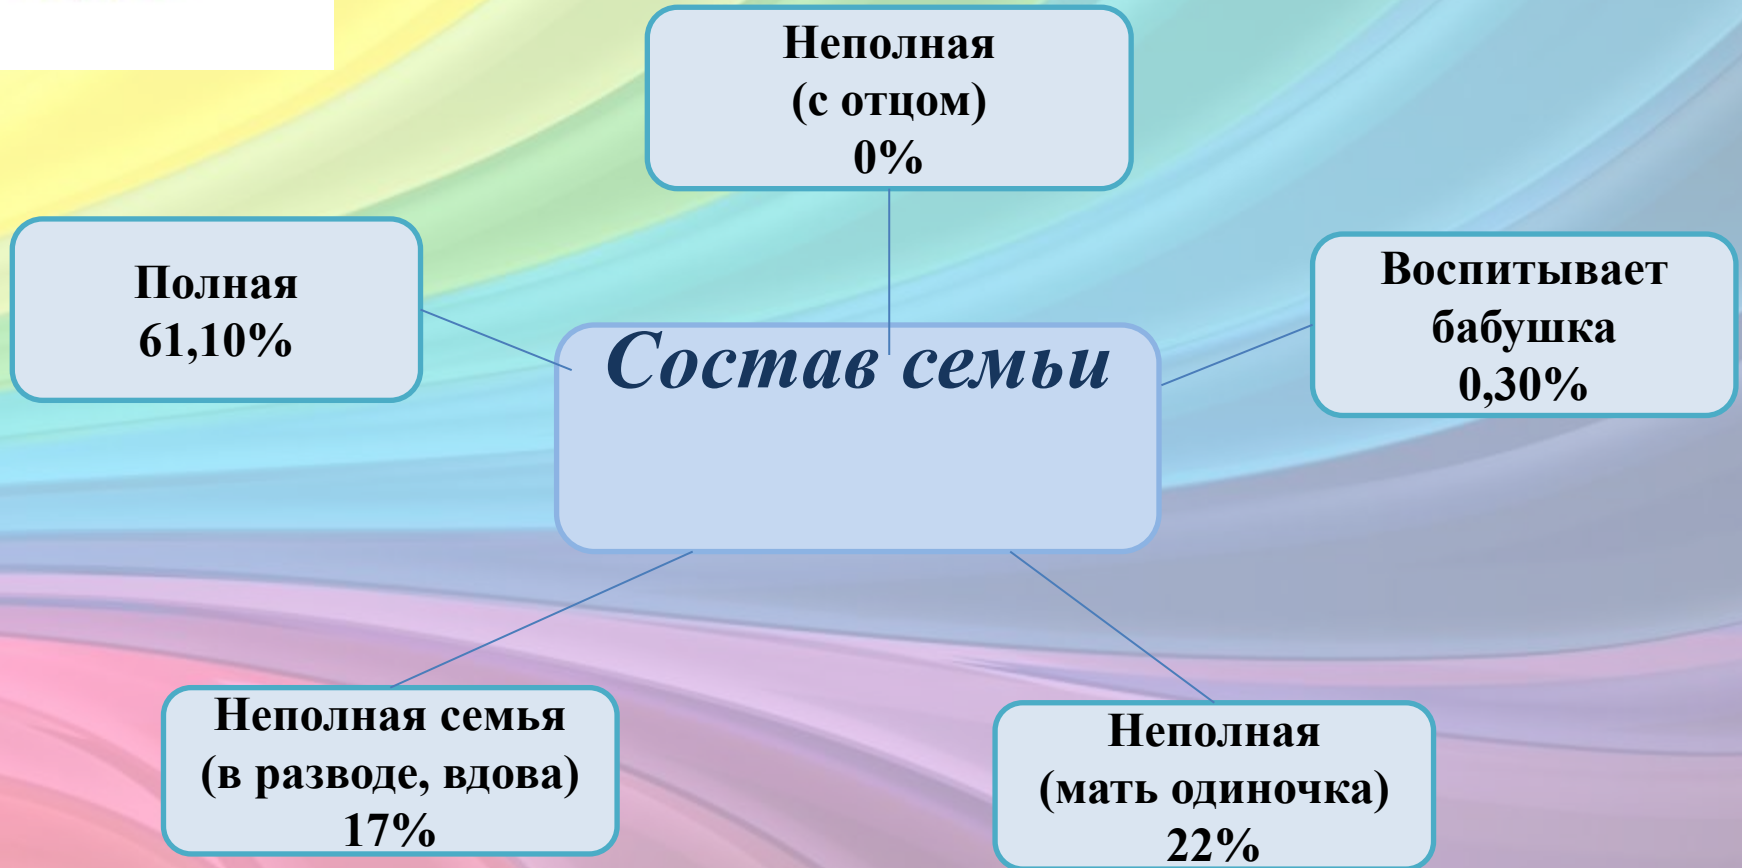 Неполная
(с отцом)
0%
Полная
61,10%
Воспитывает
бабушка
0,30%
Состав семьи
Неполная семья
(в разводе, вдова)
17%
Неполная
(мать одиночка)
22%